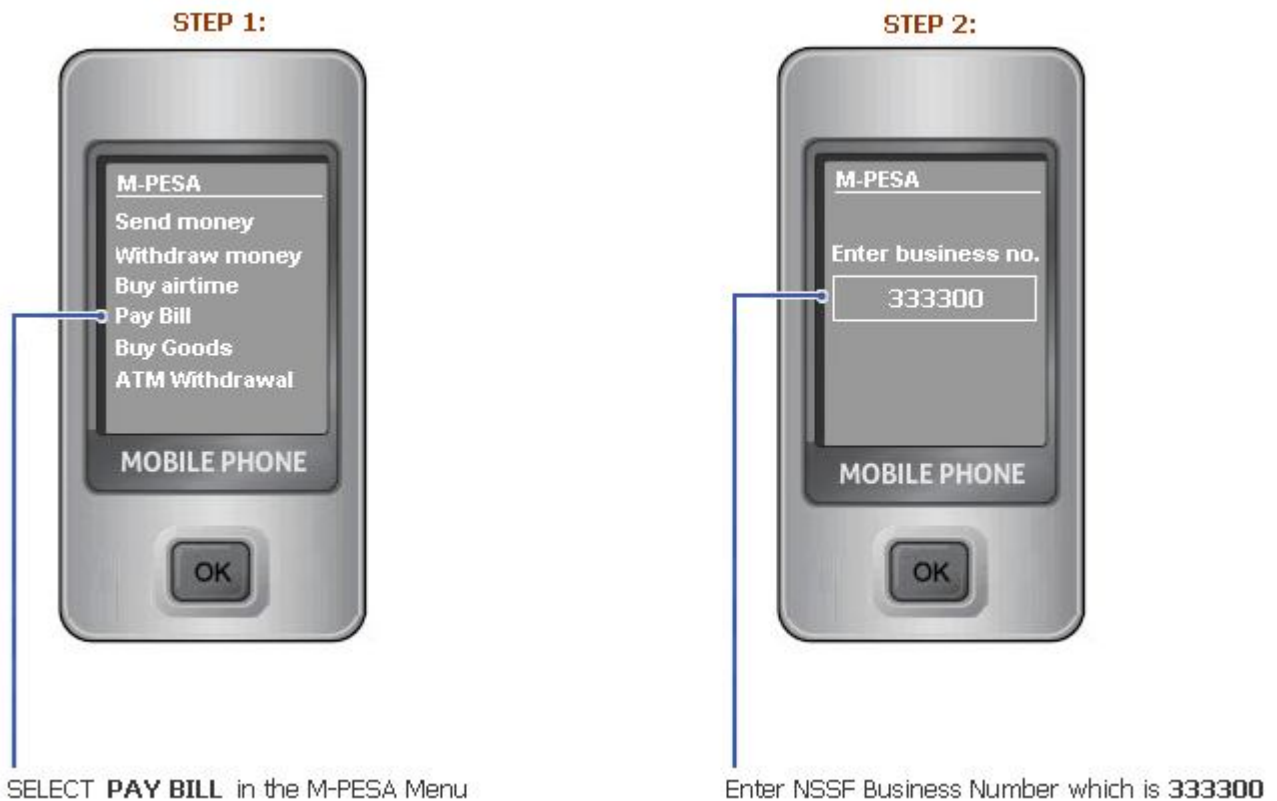 STEP 1:
M-PESA
Send money
Withdraw money
Buy airtime
Pay Bill
Buy Goods
ATM Withdrawal
MOBILE PHONE
OK
SELECT PAY BILL in the M-PESA Menu
STEP 2:
M-PESA
Enter business no.
333300
MOBILE PHONE
OK
Enter NSSF Business Number which is 333300